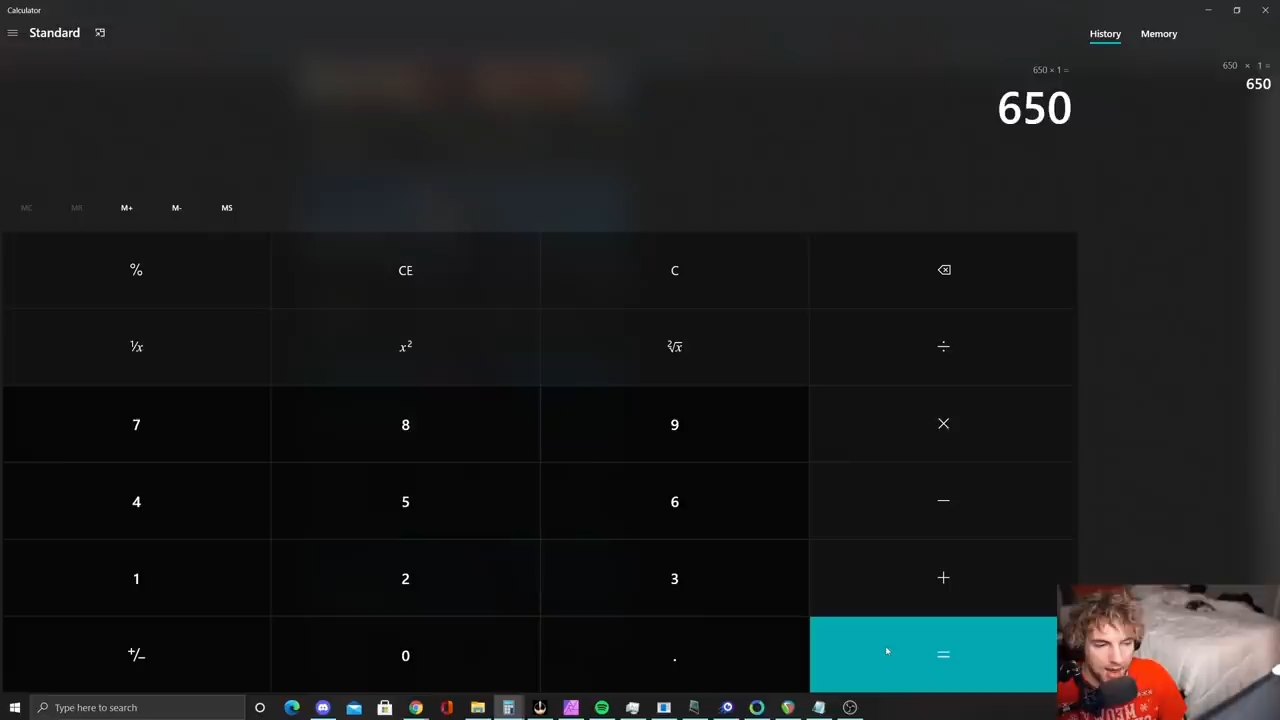 Calculator
Standard
History Memory
650 × 1 =
650
650 × 1 =
650
MC MR M+ M- MS
% CE C
¹/x x² ²√x ÷
7 8 9 ×
4 5 6 −
1 2 3 +
+/− 0 . =
Type here to search